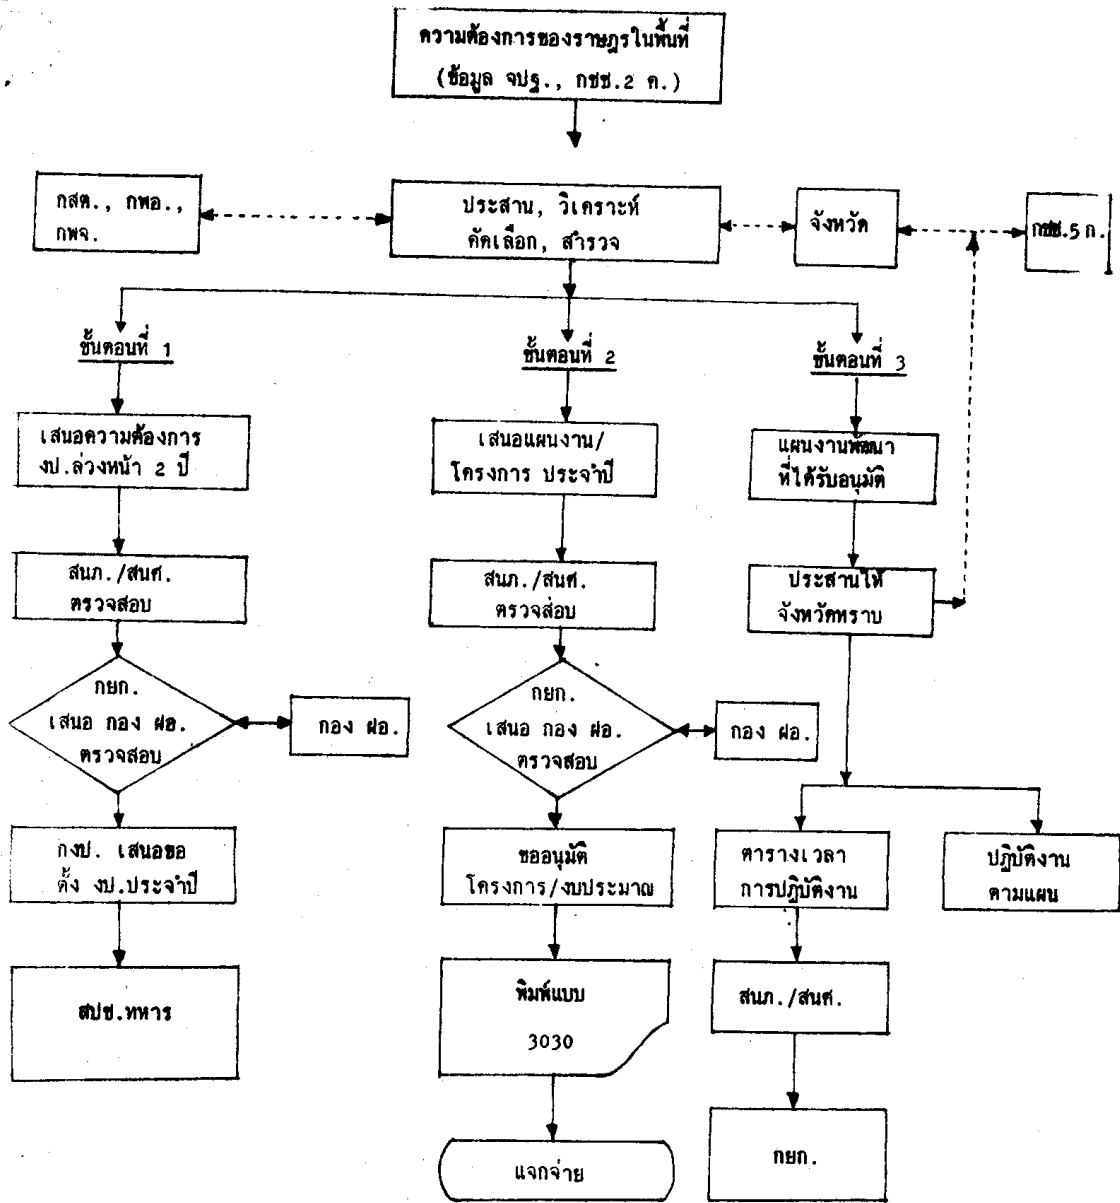 ความต้องการของราษฎรในพื้นที่
(ข้อมูล จปฐ., กชช.2 ค.)
กสต., กพอ.,
กพจ.
ประสาน, วิเคราะห์
คัดเลือก, สำรวจ
จังหวัด
กชช.5 ก.
ขั้นตอนที่ 1
เสนอความต้องการ
งป.ล่วงหน้า 2 ปี
สนภ./สนศ.
ตรวจสอบ
กยก.
เสนอ กอง ฝอ.
ตรวจสอบ
กอง ฝอ.
กงป. เสนอขอ
ตั้ง งป.ประจำปี
สปช.ทหาร
ขั้นตอนที่ 2
เสนอแผนงาน/
โครงการ ประจำปี
สนภ./สนศ.
ตรวจสอบ
กยก.
เสนอ กอง ฝอ.
ตรวจสอบ
กอง ฝอ.
ขออนุมัติ
โครงการ/งบประมาณ
พิมพ์แบบ
3030
แจกจ่าย
ขั้นตอนที่ 3
แผนงานพัฒนา
ที่ได้รับอนุมัติ
ประสานให้
จังหวัดทราบ
ตารางเวลา
การปฏิบัติงาน
ปฏิบัติงาน
ตามแผน
สนภ./สนศ.
กยก.